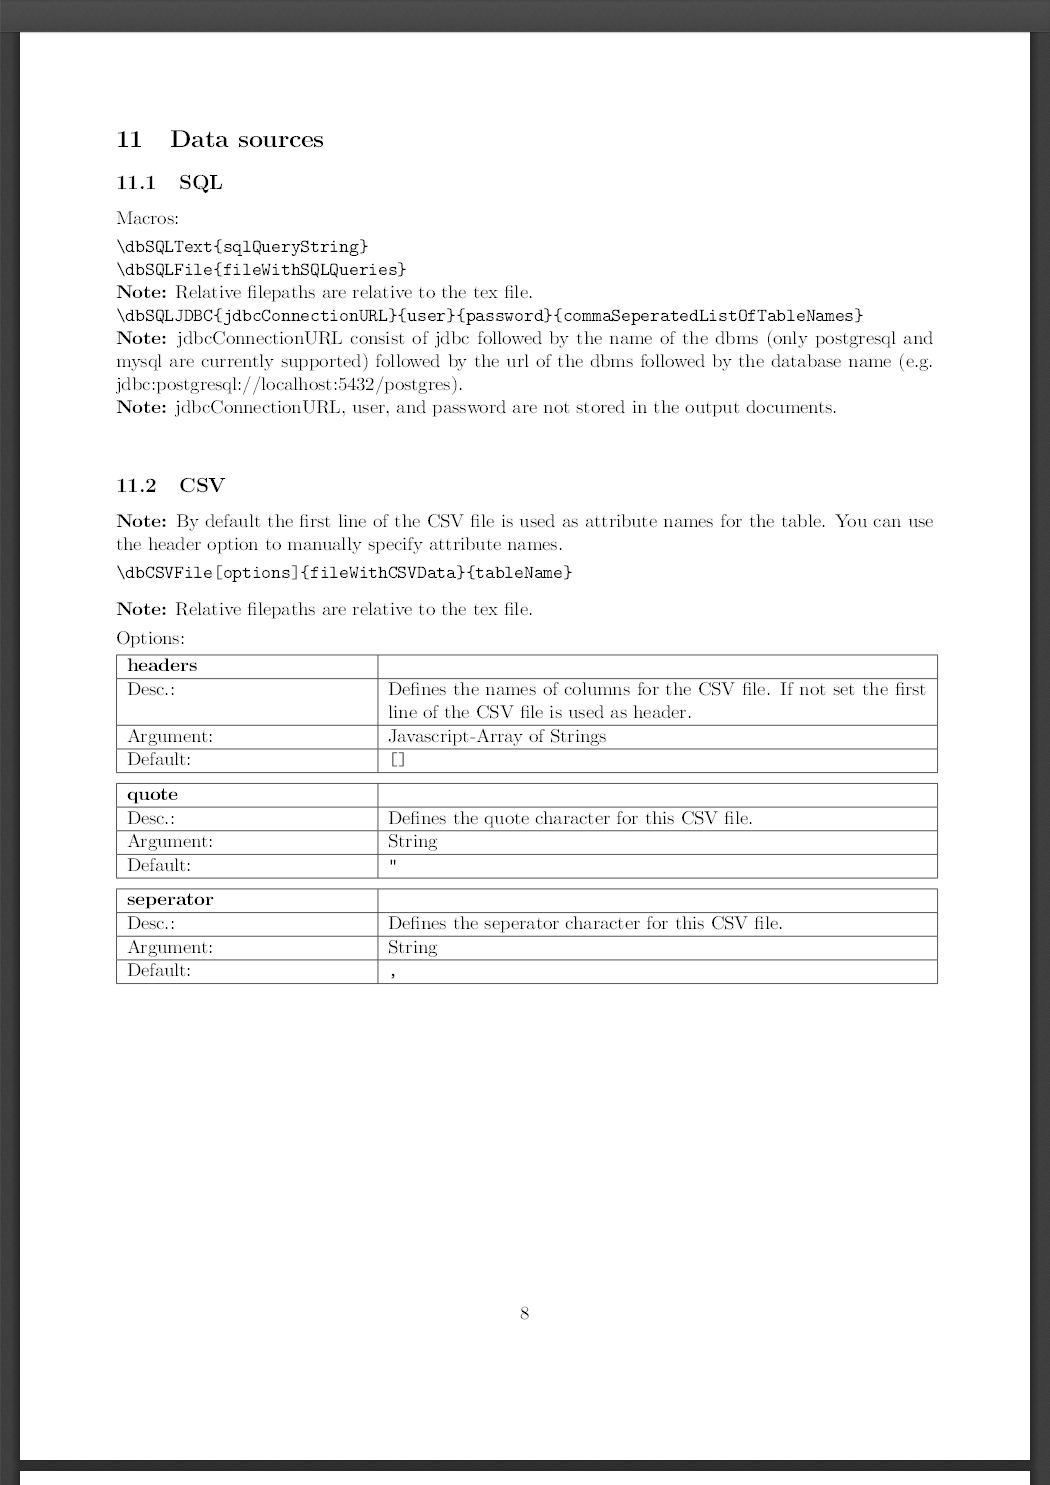 11 Data sources
11.1 SQL
Macros:
\dbSQLText{sqlQueryString}
\dbSQLFile{fileWithSQLQueries}
Note: Relative filepaths are relative to the tex file.
\dbSQLJDBC{jdbcConnectionURL}{user}{password}{commaSeperatedListOfTableNames}
Note: jdbcConnectionURL consist of jdbc followed by the name of the dbms (only postgresql and
mysql are currently supported) followed by the url of the dbms followed by the database name (e.g.
jdbc:postgresql://localhost:5432/postgres).
Note: jdbcConnectionURL, user, and password are not stored in the output documents.
11.2 CSV
Note: By default the first line of the CSV file is used as attribute names for the table. You can use
the header option to manually specify attribute names.
\dbCSVFile[options]{fileWithCSVData}{tableName}
Note: Relative filepaths are relative to the tex file.
Options:
headers
Desc.: Defines the names of columns for the CSV file. If not set the first
line of the CSV file is used as header.
Argument: Javascript-Array of Strings
Default: []
quote
Desc.: Defines the quote character for this CSV file.
Argument: String
Default: "
seperator
Desc.: Defines the seperator character for this CSV file.
Argument: String
Default: ,
8